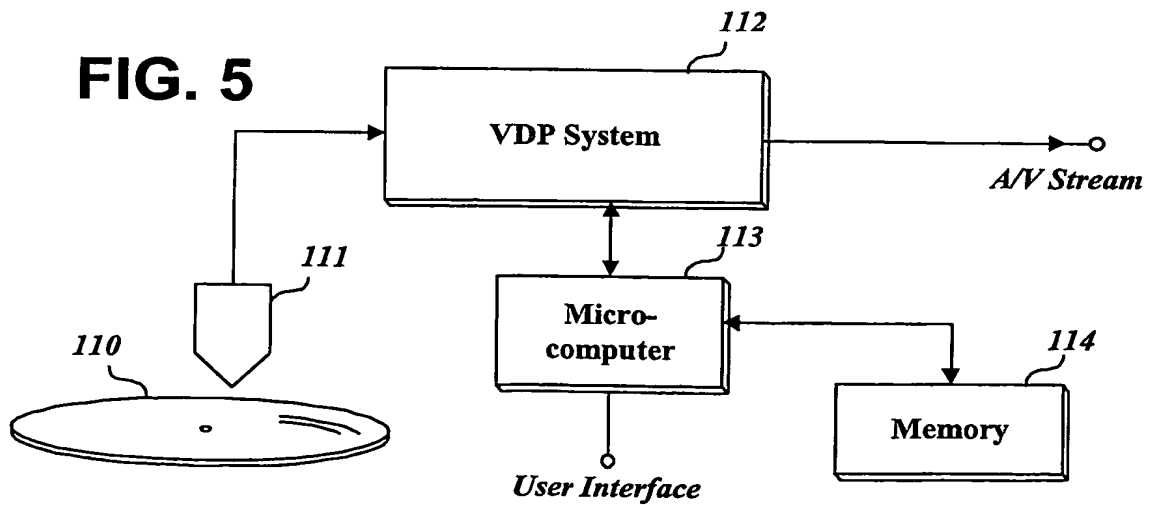 112
FIG. 5
VDP System
A/V Stream
113
111
Micro-
computer
110
114
Memory
User Interface